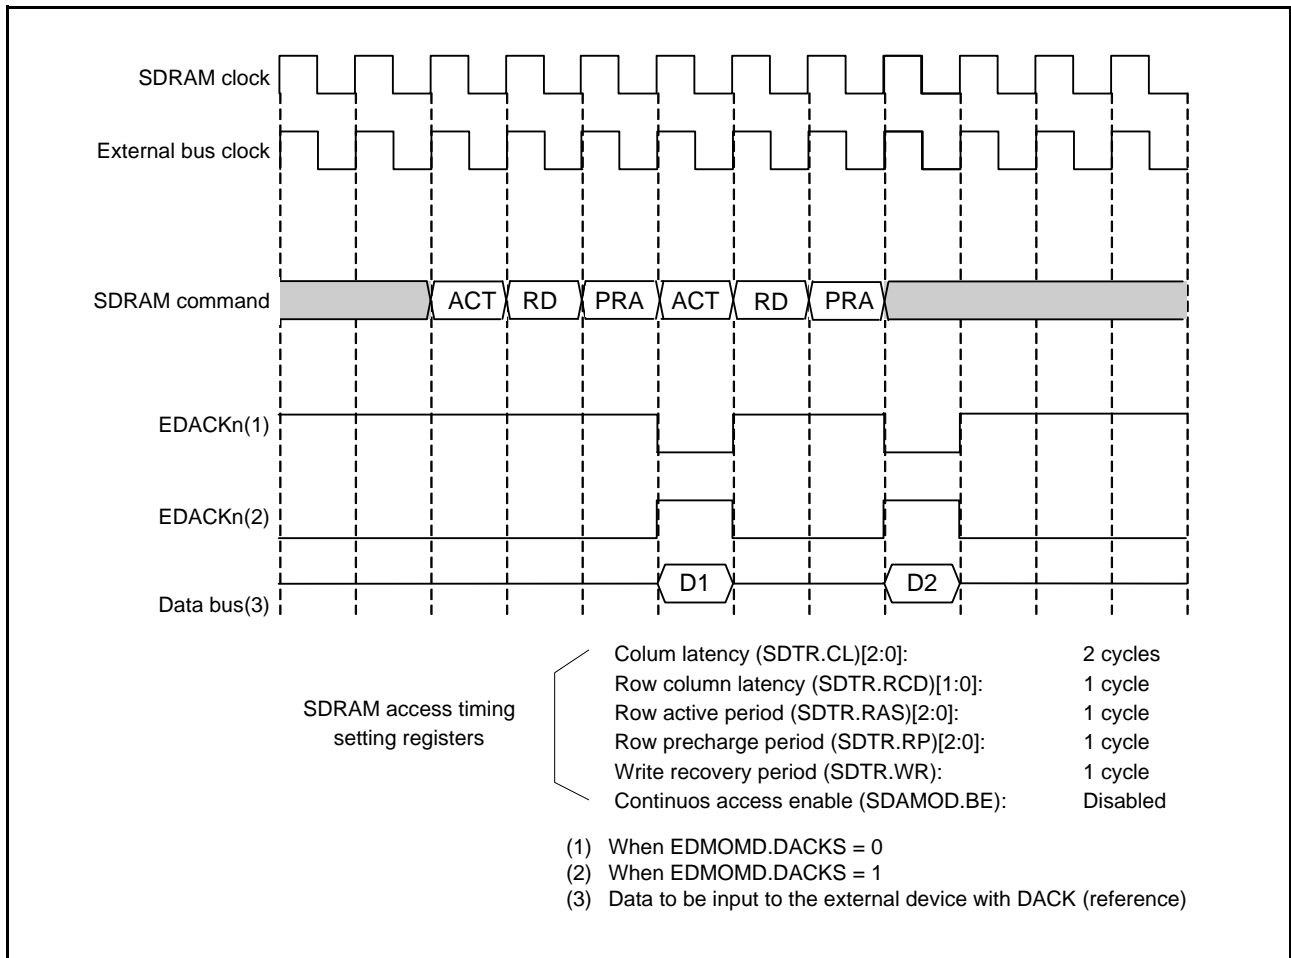 SDRAM clock
External bus clock
SDRAM command
ACT RD PRA ACT RD PRA
EDACKn(1)
EDACKn(2)
Data bus(3)
D1 D2
SDRAM access timing
setting registers
Colum latency (SDTR.CL)[2:0]: 2 cycles
Row column latency (SDTR.RCD)[1:0]: 1 cycle
Row active period (SDTR.RAS)[2:0]: 1 cycle
Row precharge period (SDTR.RP)[2:0]: 1 cycle
Write recovery period (SDTR.WR): 1 cycle
Continuos access enable (SDAMOD.BE): Disabled
(1) When EDMOMD.DACKS = 0
(2) When EDMOMD.DACKS = 1
(3) Data to be input to the external device with DACK (reference)